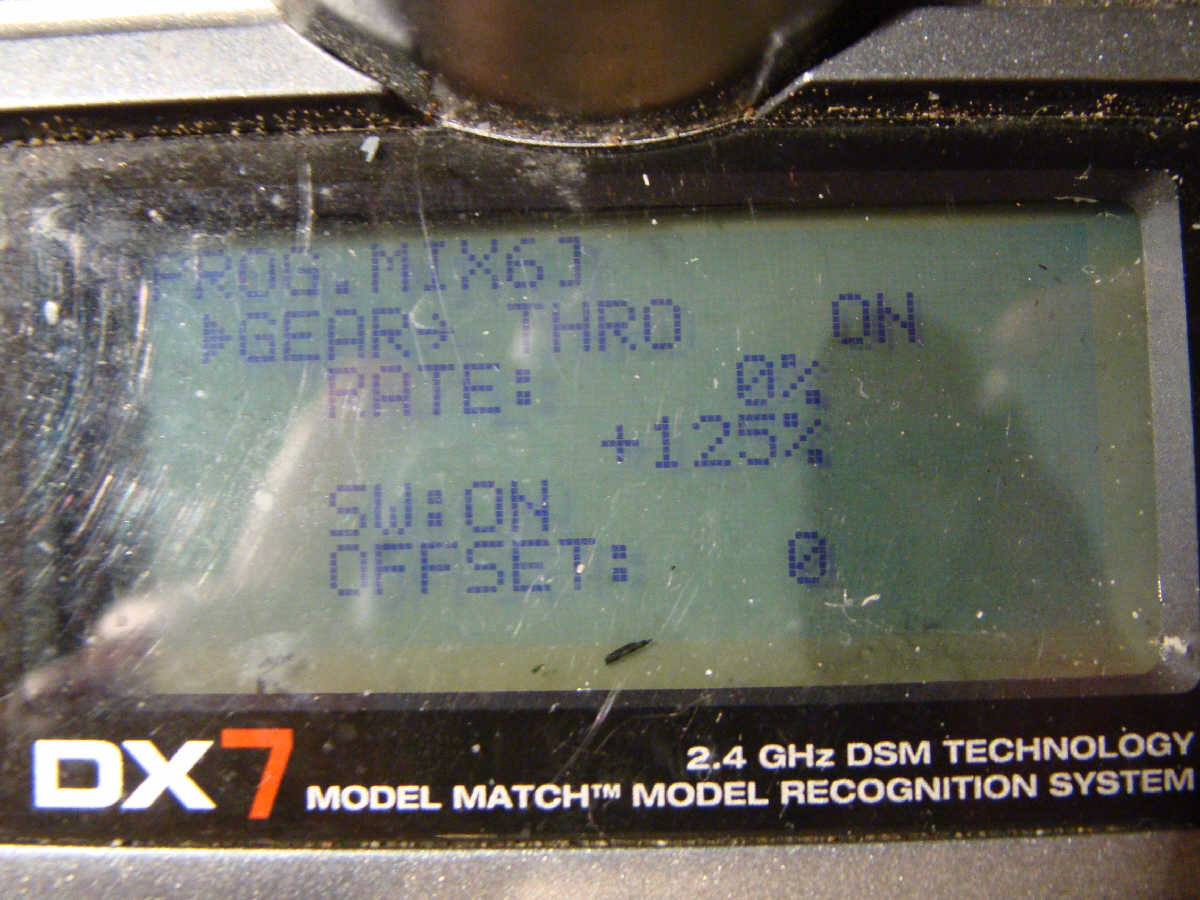 PROG.MIX6]
▶GEAR→ THRO ON
RATE: 0%
+125%
SW:ON
OFFSET: 0
DX7
2.4 GHz DSM TECHNOLOGY
MODEL MATCH™ MODEL RECOGNITION SYSTEM